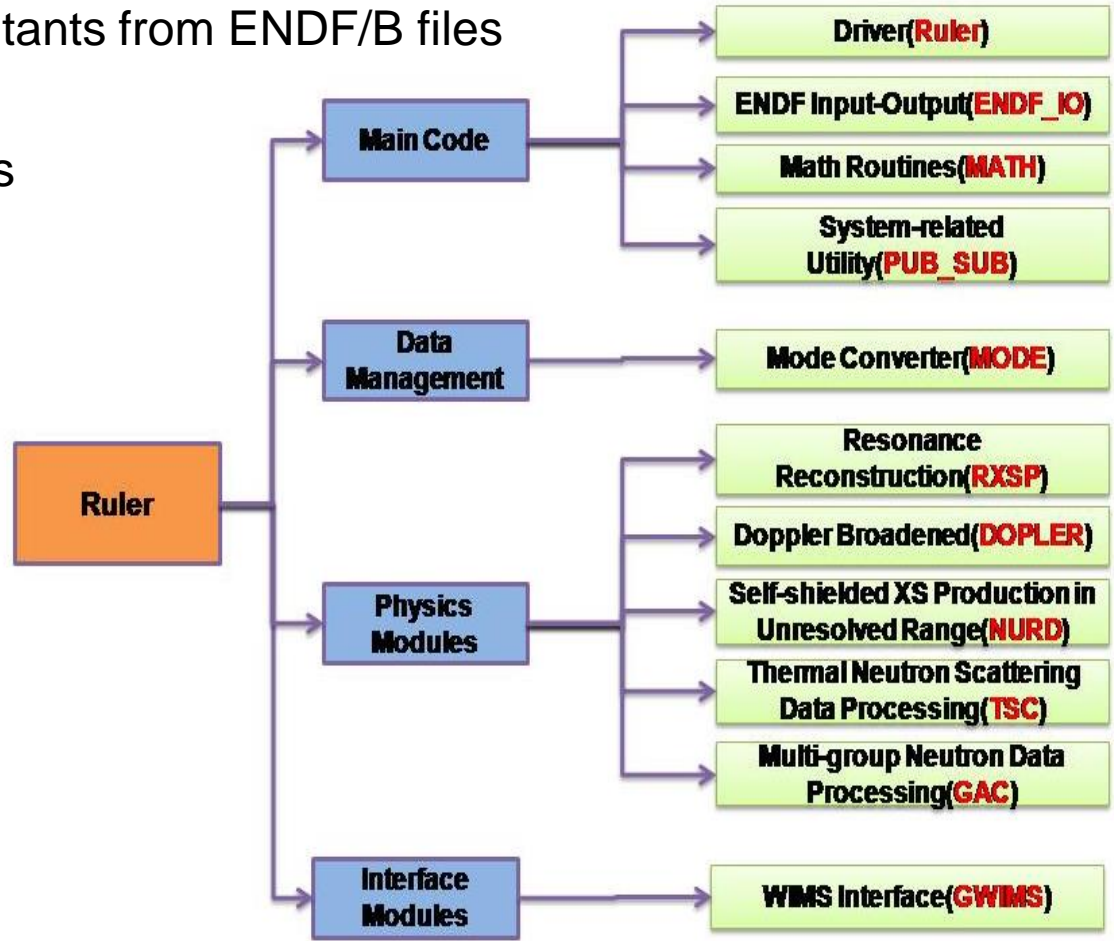 tants from ENDF/B files
s
Ruler
Main Code
Driver(Ruler)
ENDF Input-Output(ENDF_IO)
Math Routines(MATH)
System-related
Utility(PUB_SUB)
Data
Management
Mode Converter(MODE)
Physics
Modules
Resonance
Reconstruction(RXSP)
Doppler Broadened(DOPLER)
Self-shielded XS Production in
Unresolved Range(NURD)
Thermal Neutron Scattering
Data Processing(TSC)
Multi-group Neutron Data
Processing(GAC)
Interface
Modules
WIMS Interface(GWIMS)